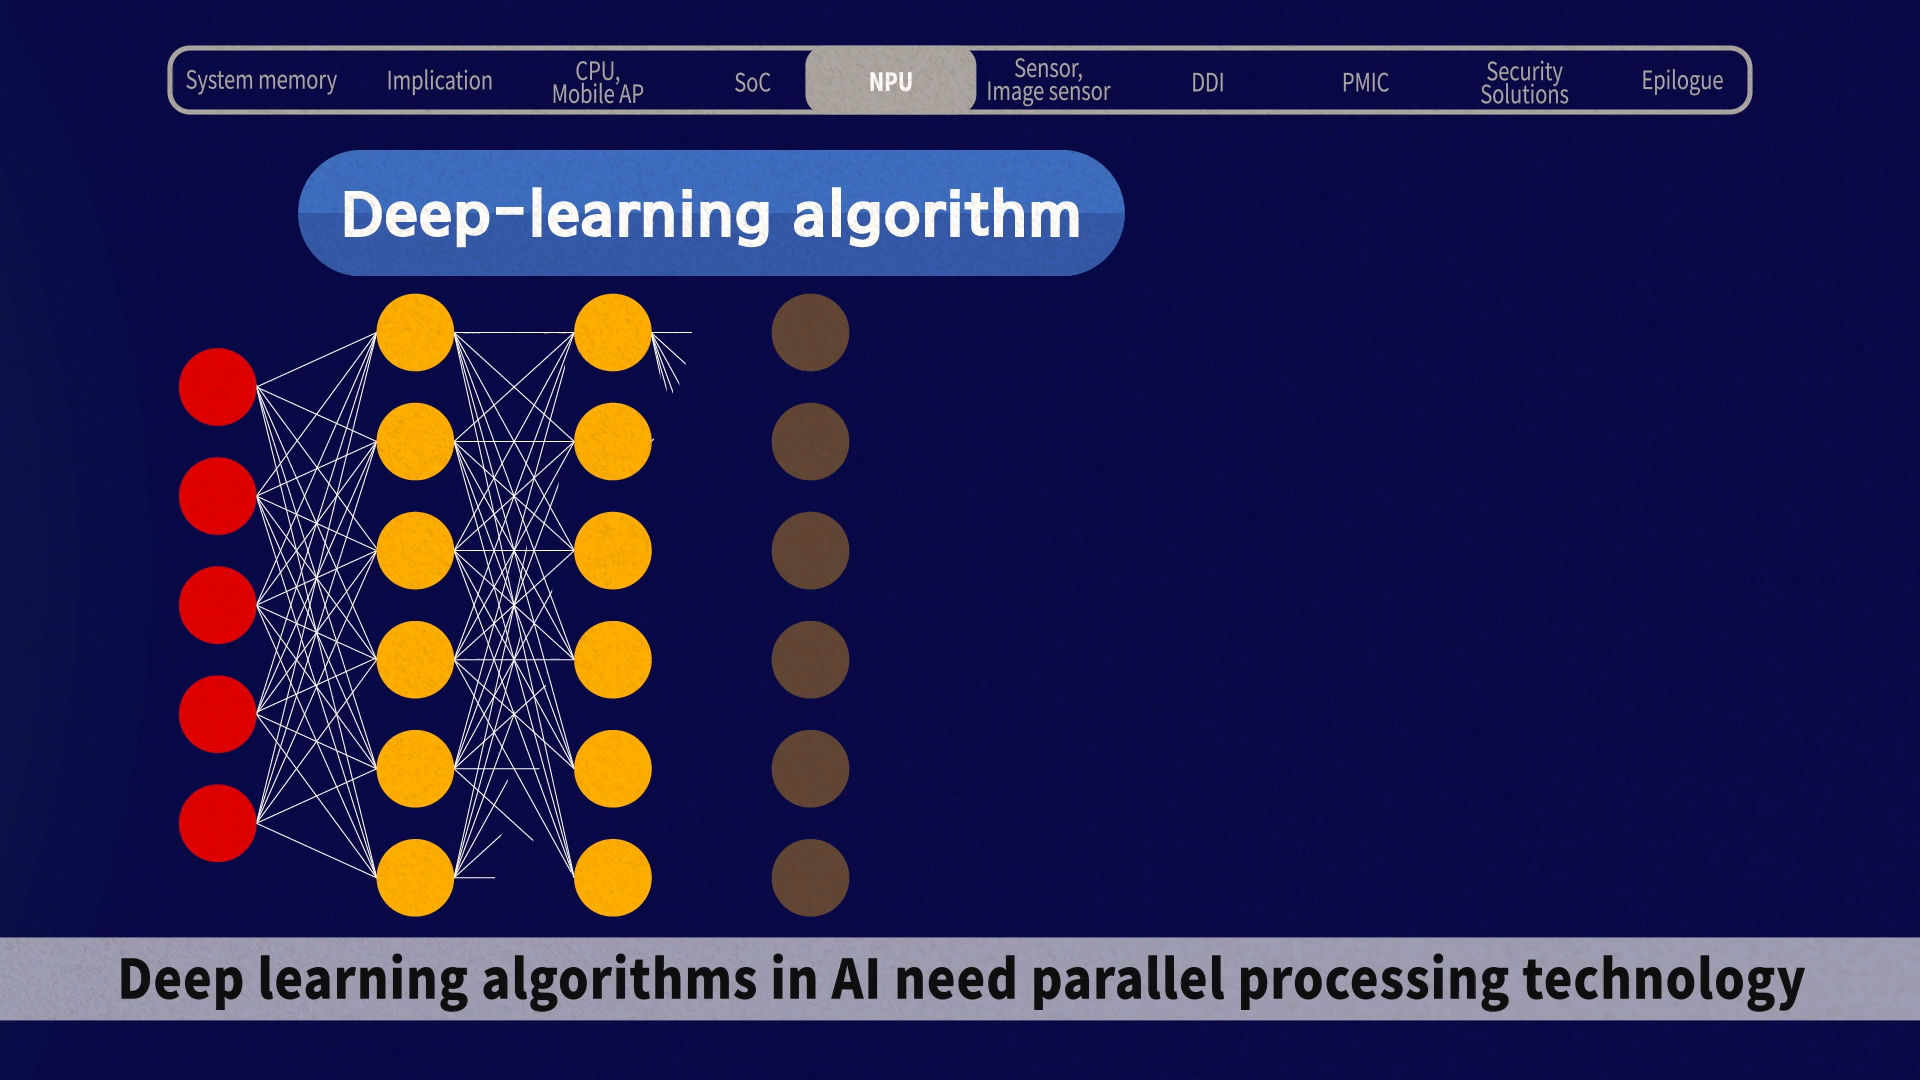 System memory
Implication
CPU,
Mobile AP
SoC
NPU
Sensor,
Image sensor
DDI
PMIC
Security
Solutions
Epilogue
Deep-learning algorithm
Deep learning algorithms in AI need parallel processing technology